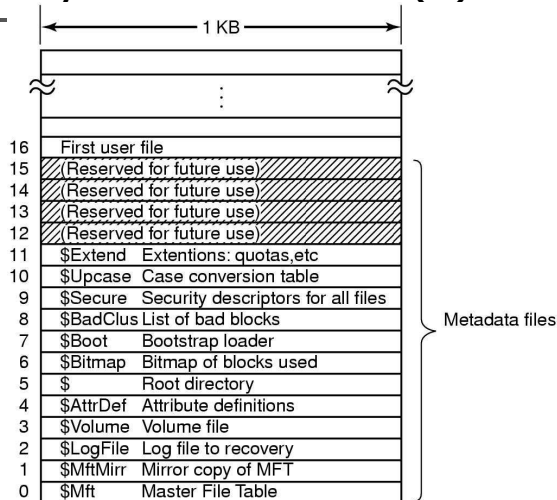 1 KB
16 First user file
15 (Reserved for future use)
14 (Reserved for future use)
13 (Reserved for future use)
12 (Reserved for future use)
11 $Extend Extentions: quotas,etc
10 $Upcase Case conversion table
9 $Secure Security descriptors for all files
8 $BadClus List of bad blocks
7 $Boot Bootstrap loader
6 $Bitmap Bitmap of blocks used
5 $ Root directory
4 $AttrDef Attribute definitions
3 $Volume Volume file
2 $LogFile Log file to recovery
1 $MftMirr Mirror copy of MFT
0 $Mft Master File Table
Metadata files